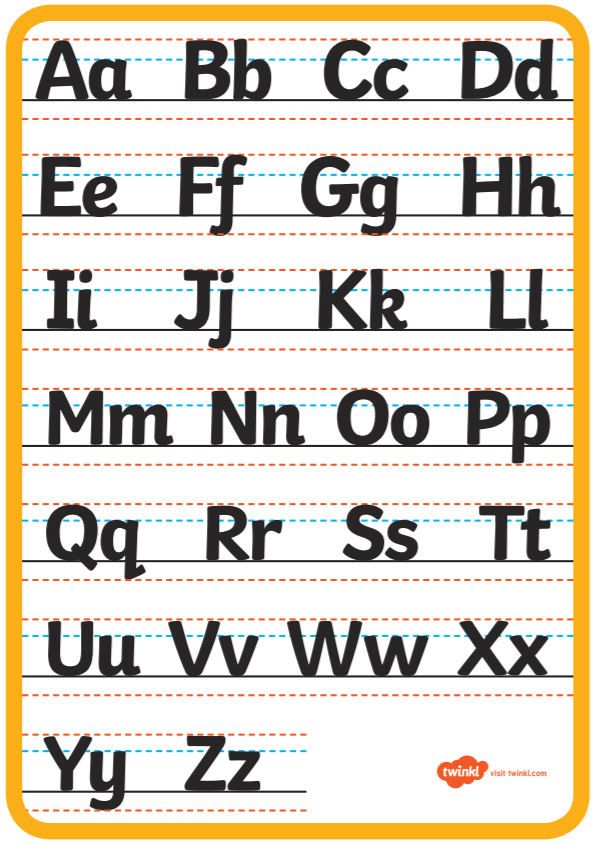 Aa Bb Cc Dd
Ee Ff Gg Hh
Ii Jj Kk Ll
Mm Nn Oo Pp
Qq Rr Ss Tt
Uu Vv Ww Xx
Yy Zz
twinkl visit twinkl.com